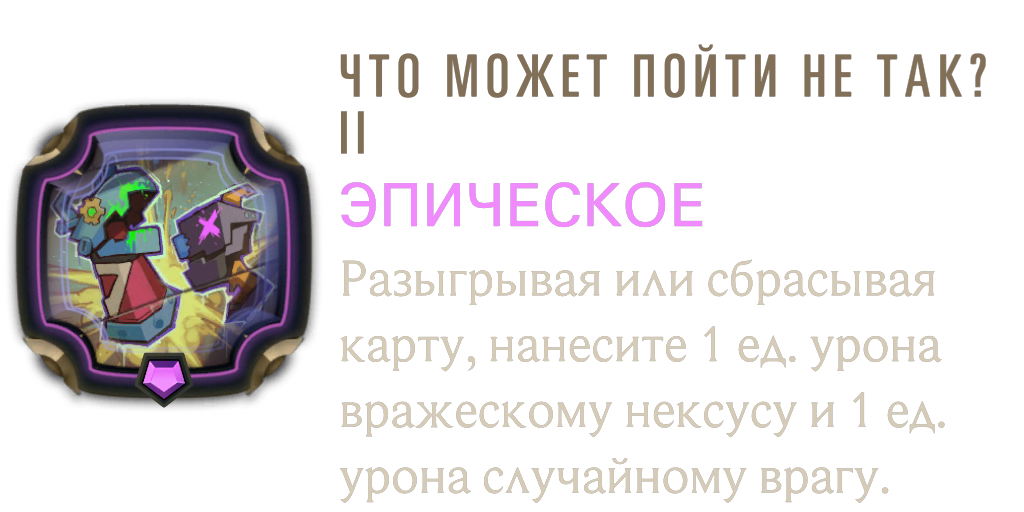 ЧТО МОЖЕТ ПОЙТИ НЕ ТАК?
II
ЭПИЧЕСКОЕ
Разыгрывая или сбрасывая
карту, нанесите 1 ед. урона
вражескому нексусу и 1 ед.
урона случайному врагу.